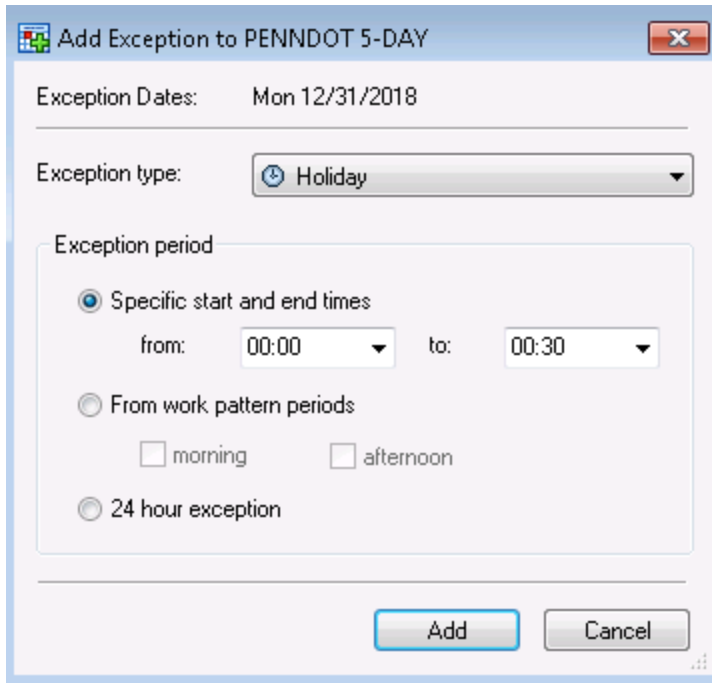 Add Exception to PENNDOT 5-DAY
Exception Dates: Mon 12/31/2018
Exception type: Holiday
Exception period
Specific start and end times
from: 00:00 to: 00:30
From work pattern periods
morning afternoon
24 hour exception
Add Cancel